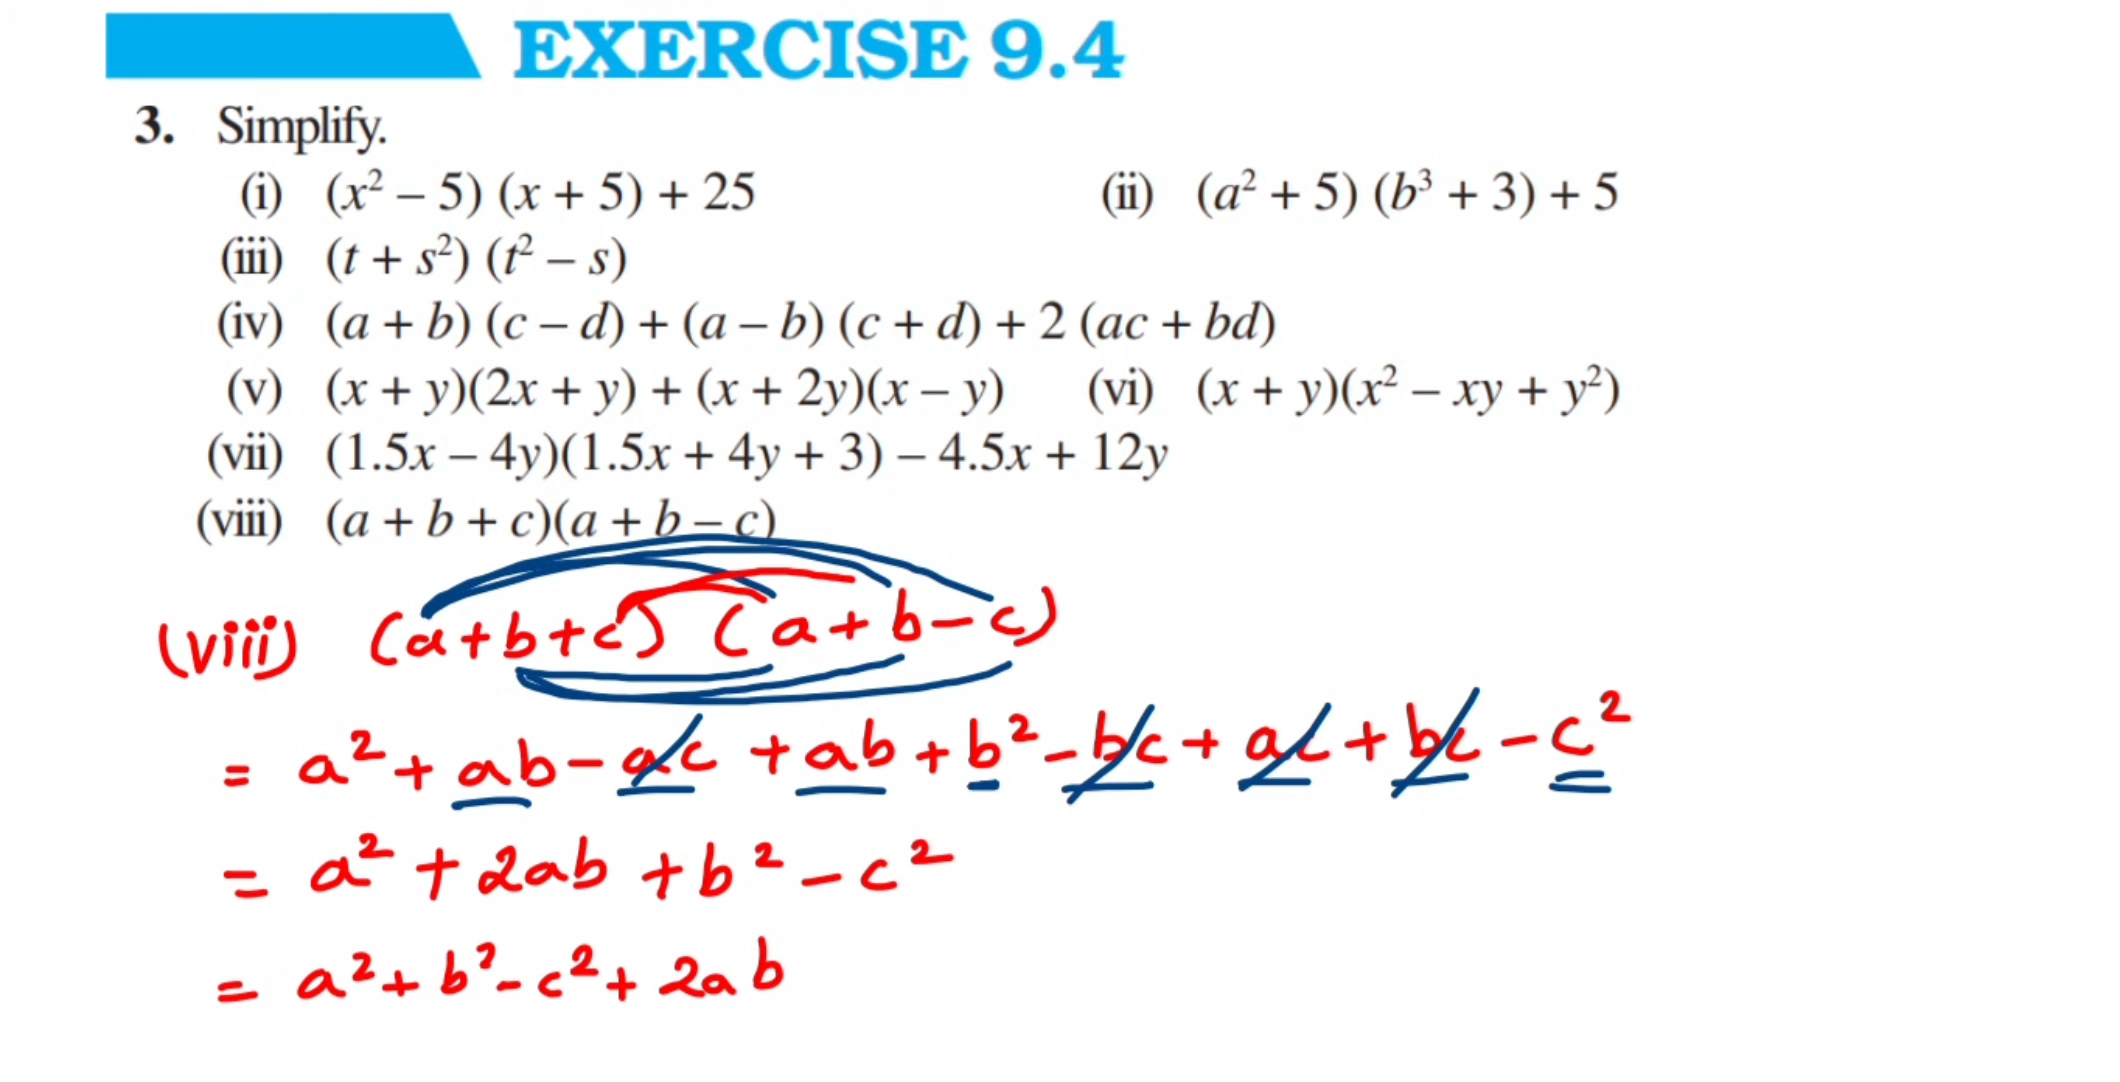 EXERCISE 9.4
3. Simplify.
(i) (x² – 5) (x + 5) + 25 (ii) (a² + 5) (b³ + 3) + 5
(iii) (t + s²) (t² – s)
(iv) (a + b) (c – d) + (a – b) (c + d) + 2 (ac + bd)
(v) (x + y)(2x + y) + (x + 2y)(x – y) (vi) (x + y)(x² – xy + y²)
(vii) (1.5x – 4y)(1.5x + 4y + 3) – 4.5x + 12y
(viii) (a + b + c)(a + b – c)
(viii) (a+b+c) (a+b-c)
= a²+ab-ac+ab+b²-bc+ac+bc-c²
= a²+2ab+b²-c²
= a²+b²-c²+2ab